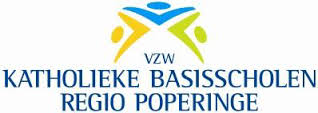 VZW
KATHOLIEKE BASISSCHOLEN
REGIO POPERINGE